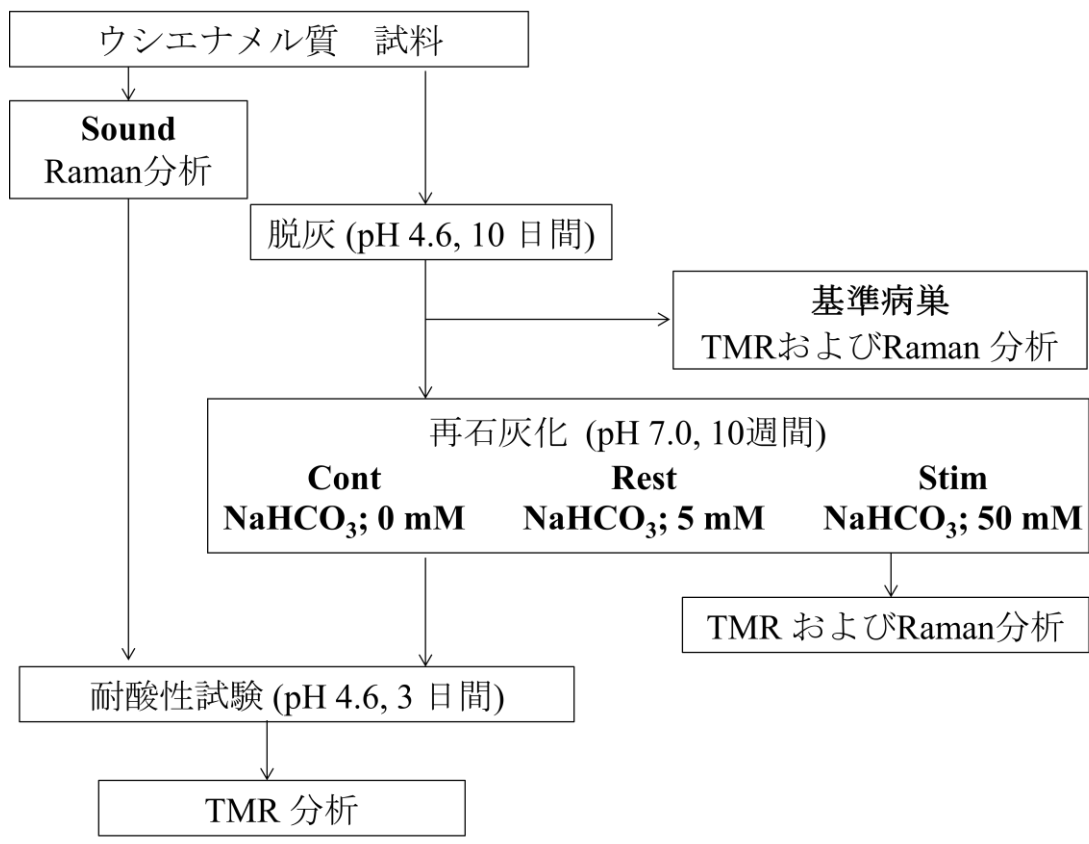 ウシエナメル質　試料
Sound
Raman分析
脱灰 (pH 4.6, 10 日間)
基準病巣
TMRおよびRaman 分析
再石灰化 (pH 7.0, 10週間)
Cont Rest Stim
NaHCO₃; 0 mM NaHCO₃; 5 mM NaHCO₃; 50 mM
TMR およびRaman分析
耐酸性試験 (pH 4.6, 3 日間)
TMR 分析